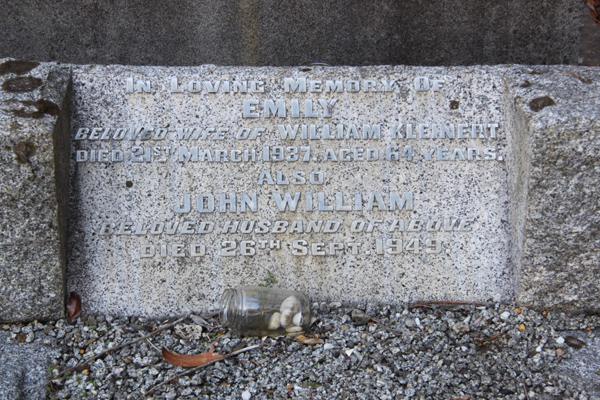 IN LOVING MEMORY OF
EMILY
BELOVED WIFE OF WILLIAM KLEINERT
DIED 21ST MARCH 1937. AGED 64 YEARS.
ALSO
JOHN WILLIAM
BELOVED HUSBAND OF ABOVE
DIED 26TH SEPT. 1949.